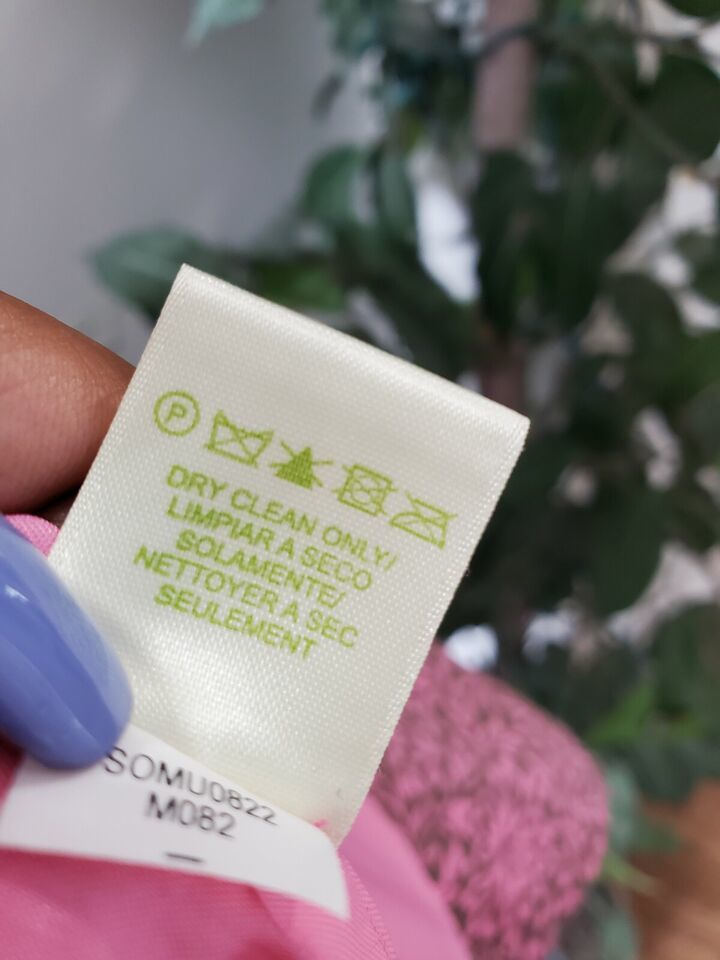 P
DRY CLEAN ONLY/
LIMPIAR A SECO
SOLAMENTE/
NETTOYER A SEC
SEULEMENT
SOMU0822
M082